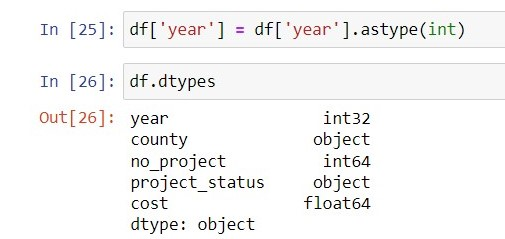 In [25]: df['year'] = df['year'].astype(int)
In [26]: df.dtypes
Out[26]: year int32
county object
no_project int64
project_status object
cost float64
dtype: object